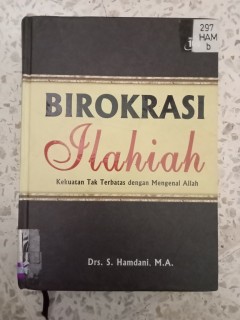 297
HAM
b
BIROKRASI
Ilahiah
Kekuatan Tak Terbatas dengan Mengenal Allah
Drs. S. Hamdani, M.A.